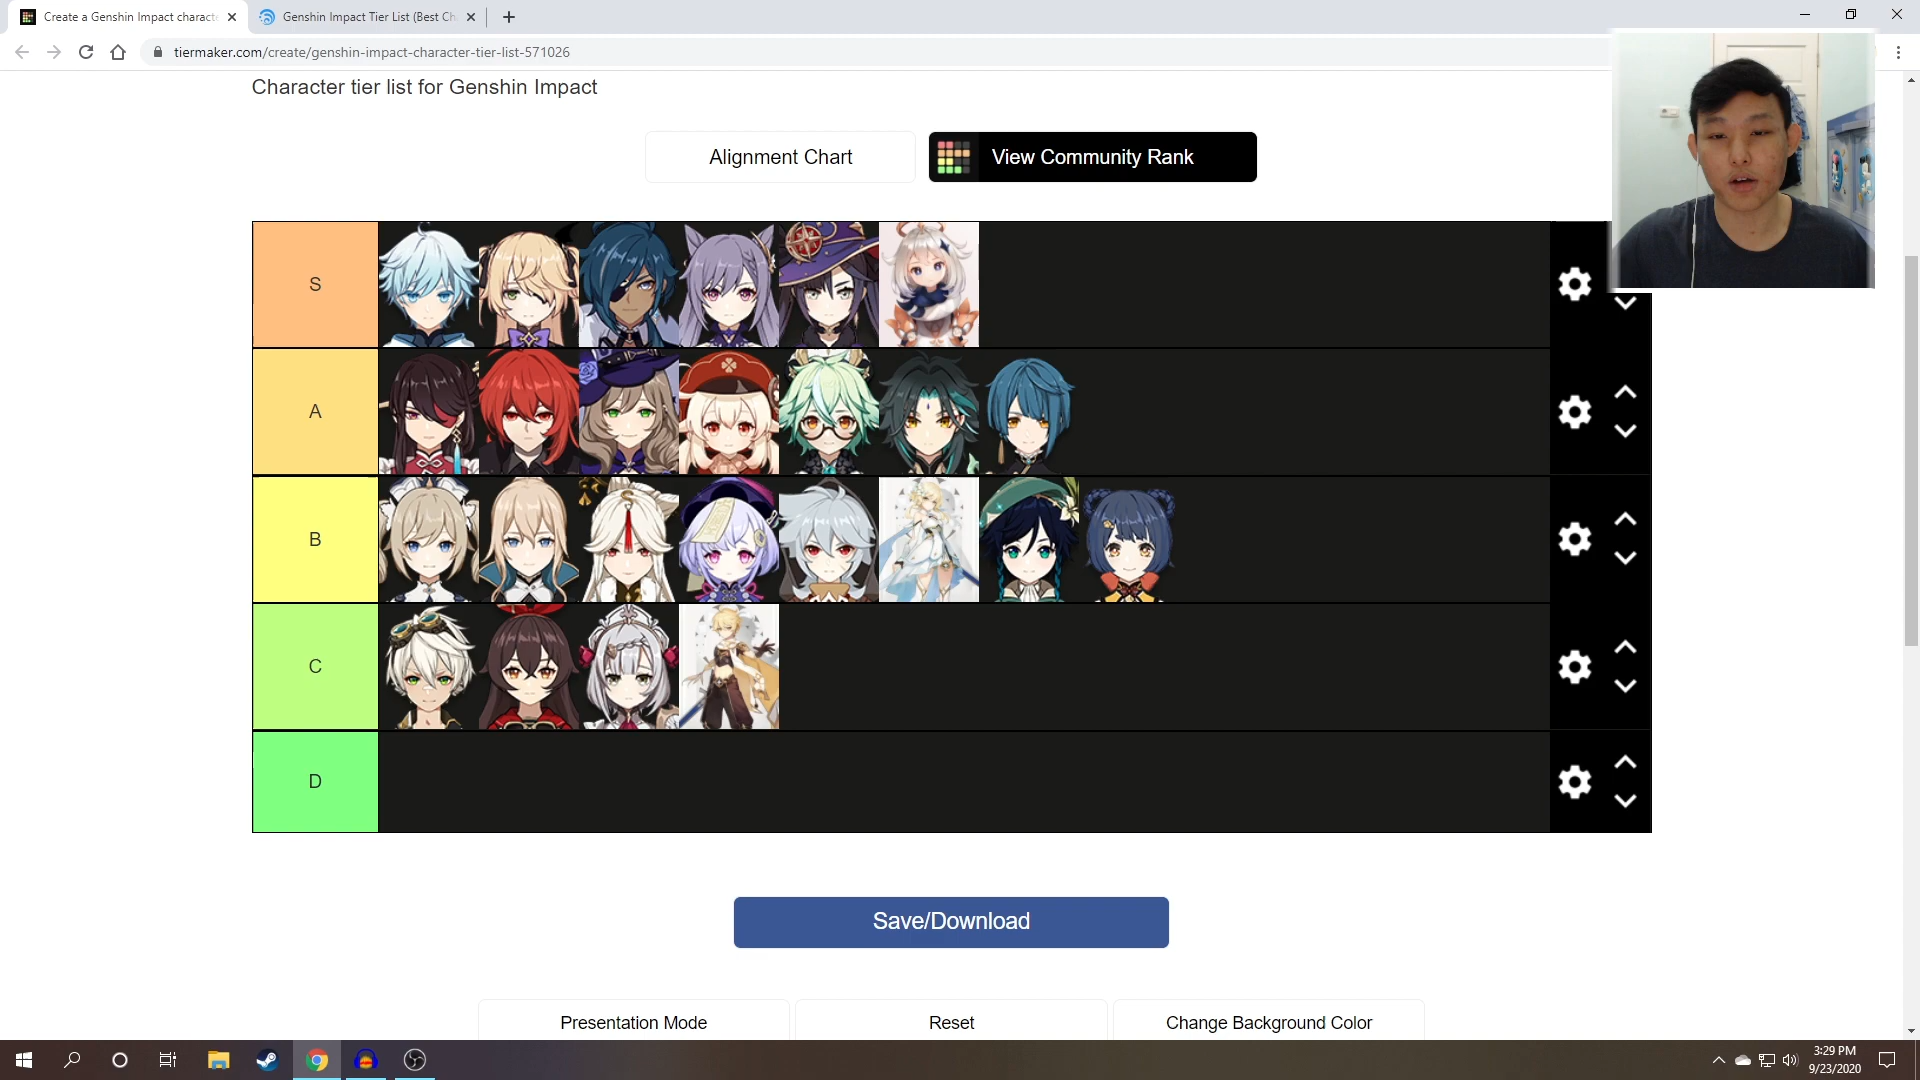 Create a Genshin Impact characte
Genshin Impact Tier List (Best Ch
tiermaker.com/create/genshin-impact-character-tier-list-571026
Character tier list for Genshin Impact
Alignment Chart
View Community Rank
S
A
B
C
D
Save/Download
Presentation Mode
Reset
Change Background Color
3:29 PM
9/23/2020